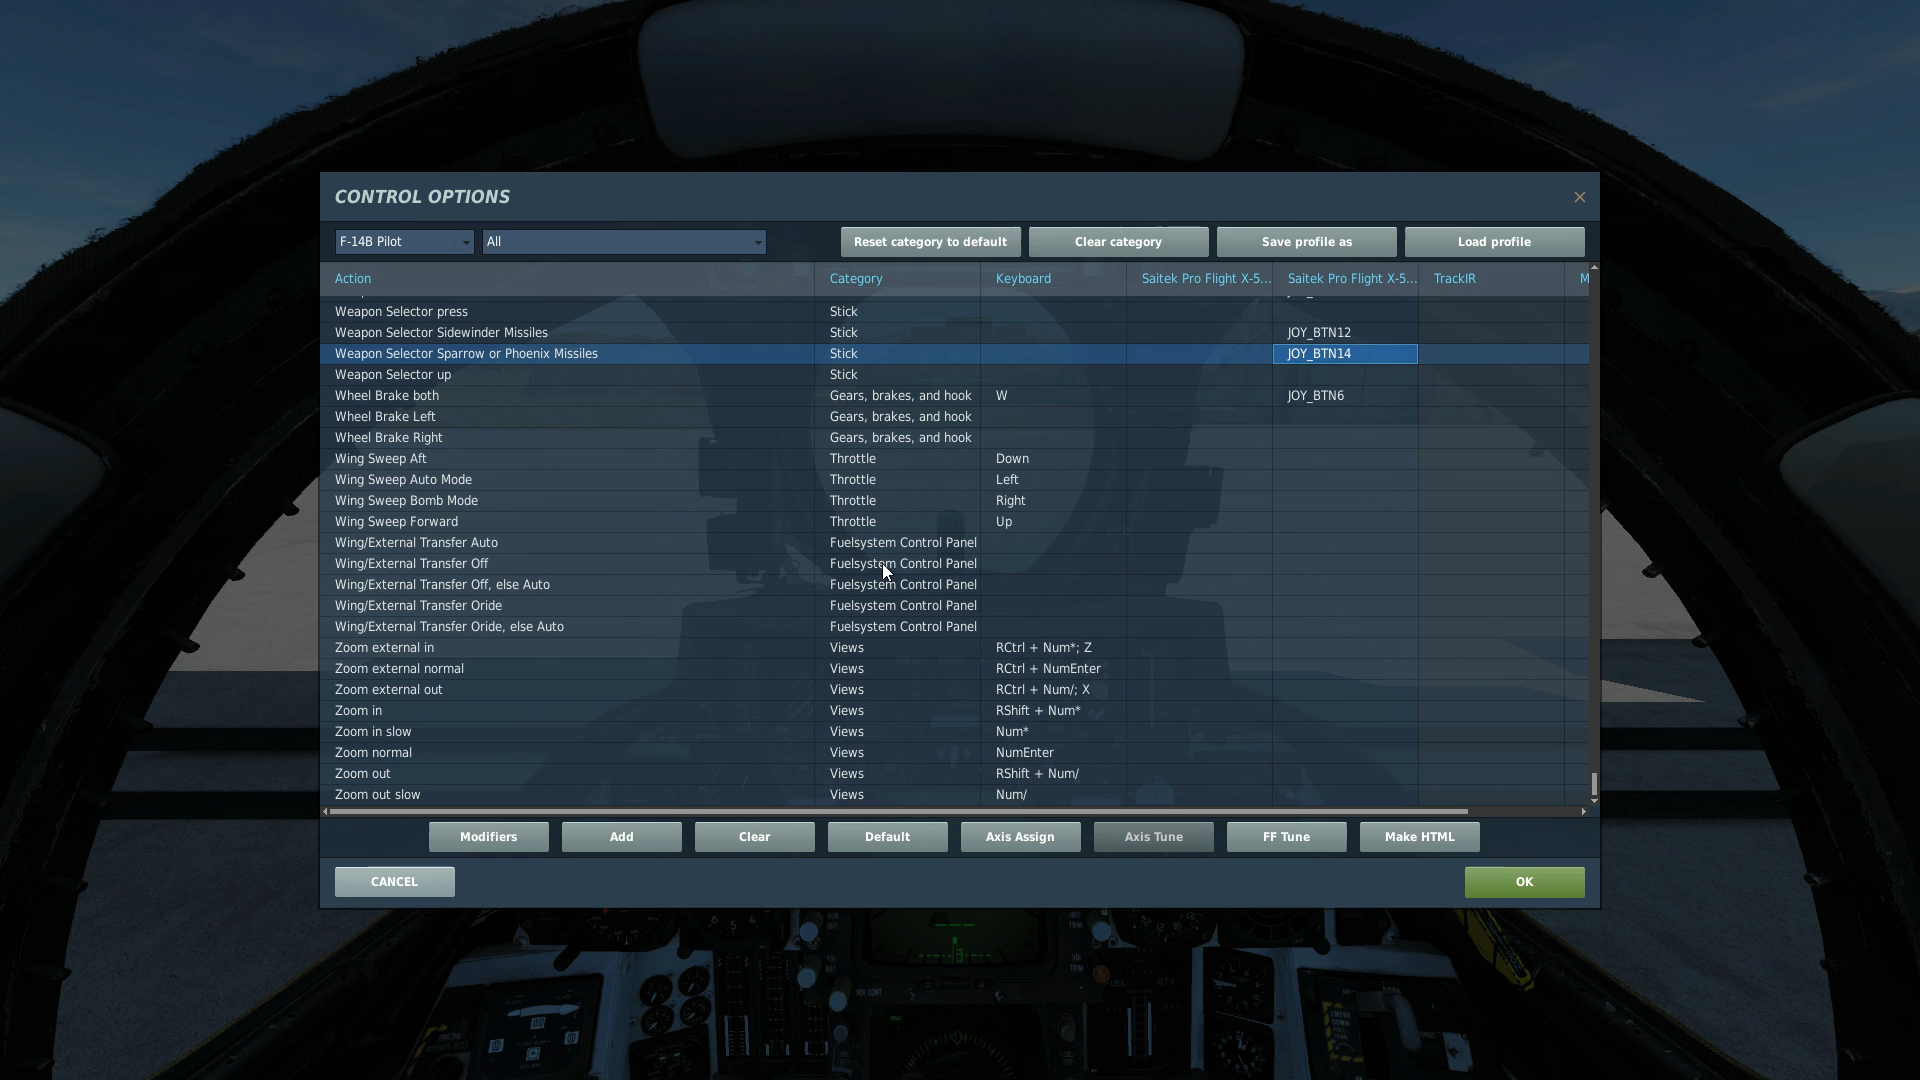 CONTROL OPTIONS
F-14B Pilot All Reset category to default Clear category Save profile as Load profile
Action Category Keyboard Saitek Pro Flight X-5... Saitek Pro Flight X-5... TrackIR M
Weapon Selector press Stick
Weapon Selector Sidewinder Missiles Stick JOY_BTN12
Weapon Selector Sparrow or Phoenix Missiles Stick JOY_BTN14
Weapon Selector up Stick
Wheel Brake both Gears, brakes, and hook W JOY_BTN6
Wheel Brake Left Gears, brakes, and hook
Wheel Brake Right Gears, brakes, and hook
Wing Sweep Aft Throttle Down
Wing Sweep Auto Mode Throttle Left
Wing Sweep Bomb Mode Throttle Right
Wing Sweep Forward Throttle Up
Wing/External Transfer Auto Fuelsystem Control Panel
Wing/External Transfer Off Fuelsystem Control Panel
Wing/External Transfer Off, else Auto Fuelsystem Control Panel
Wing/External Transfer Oride Fuelsystem Control Panel
Wing/External Transfer Oride, else Auto Fuelsystem Control Panel
Zoom external in Views RCtrl + Num*; Z
Zoom external normal Views RCtrl + NumEnter
Zoom external out Views RCtrl + Num/; X
Zoom in Views RShift + Num*
Zoom in slow Views Num*
Zoom normal Views NumEnter
Zoom out Views RShift + Num/
Zoom out slow Views Num/
Modifiers Add Clear Default Axis Assign Axis Tune FF Tune Make HTML
CANCEL OK
6 5 4
VDI CONT
QTY